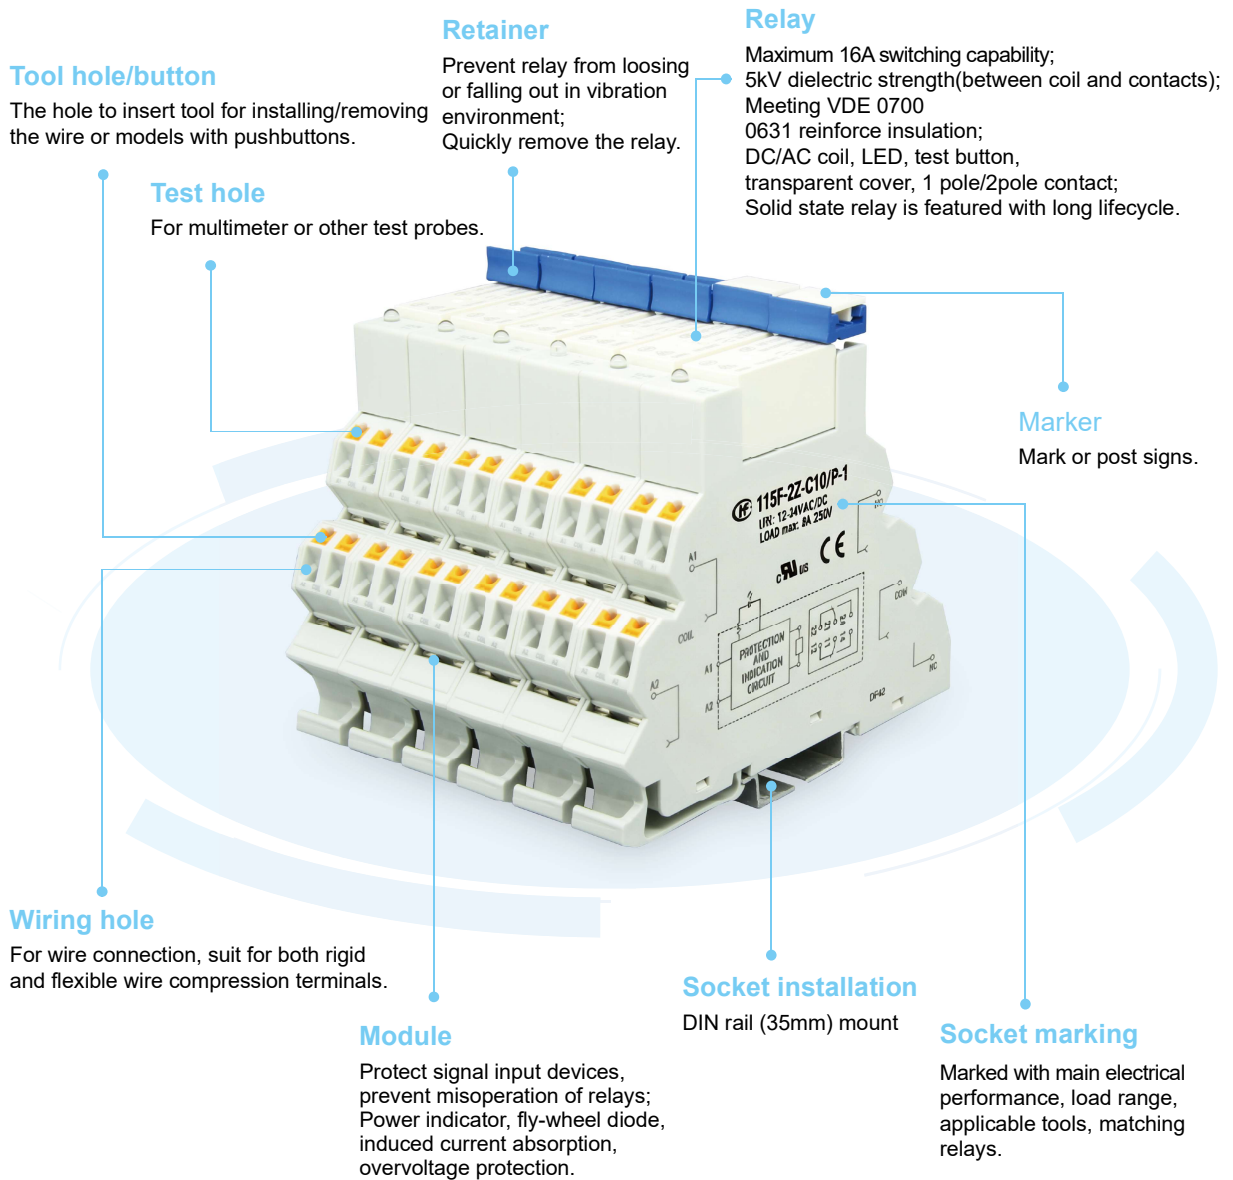 Relay
Maximum 16A switching capability;
5kV dielectric strength(between coil and contacts);
Meeting VDE 0700
0631 reinforce insulation;
DC/AC coil, LED, test button,
transparent cover, 1 pole/2pole contact;
Solid state relay is featured with long lifecycle.
Retainer
Prevent relay from loosing
or falling out in vibration
environment;
Quickly remove the relay.
Tool hole/button
The hole to insert tool for installing/removing
the wire or models with pushbuttons.
Test hole
For multimeter or other test probes.
Marker
Mark or post signs.
HF 115F-2Z-C10/P-1
UN: 12-24VAC/DC
LOAD max: 8A 250V
c RU us CE
A1
NO
COIL
COM
A2
NC
PROTECTION
AND
INDICATION
CIRCUIT
A1
A2
DF42
Wiring hole
For wire connection, suit for both rigid
and flexible wire compression terminals.
Module
Protect signal input devices,
prevent misoperation of relays;
Power indicator, fly-wheel diode,
induced current absorption,
overvoltage protection.
Socket installation
DIN rail (35mm) mount
Socket marking
Marked with main electrical
performance, load range,
applicable tools, matching
relays.